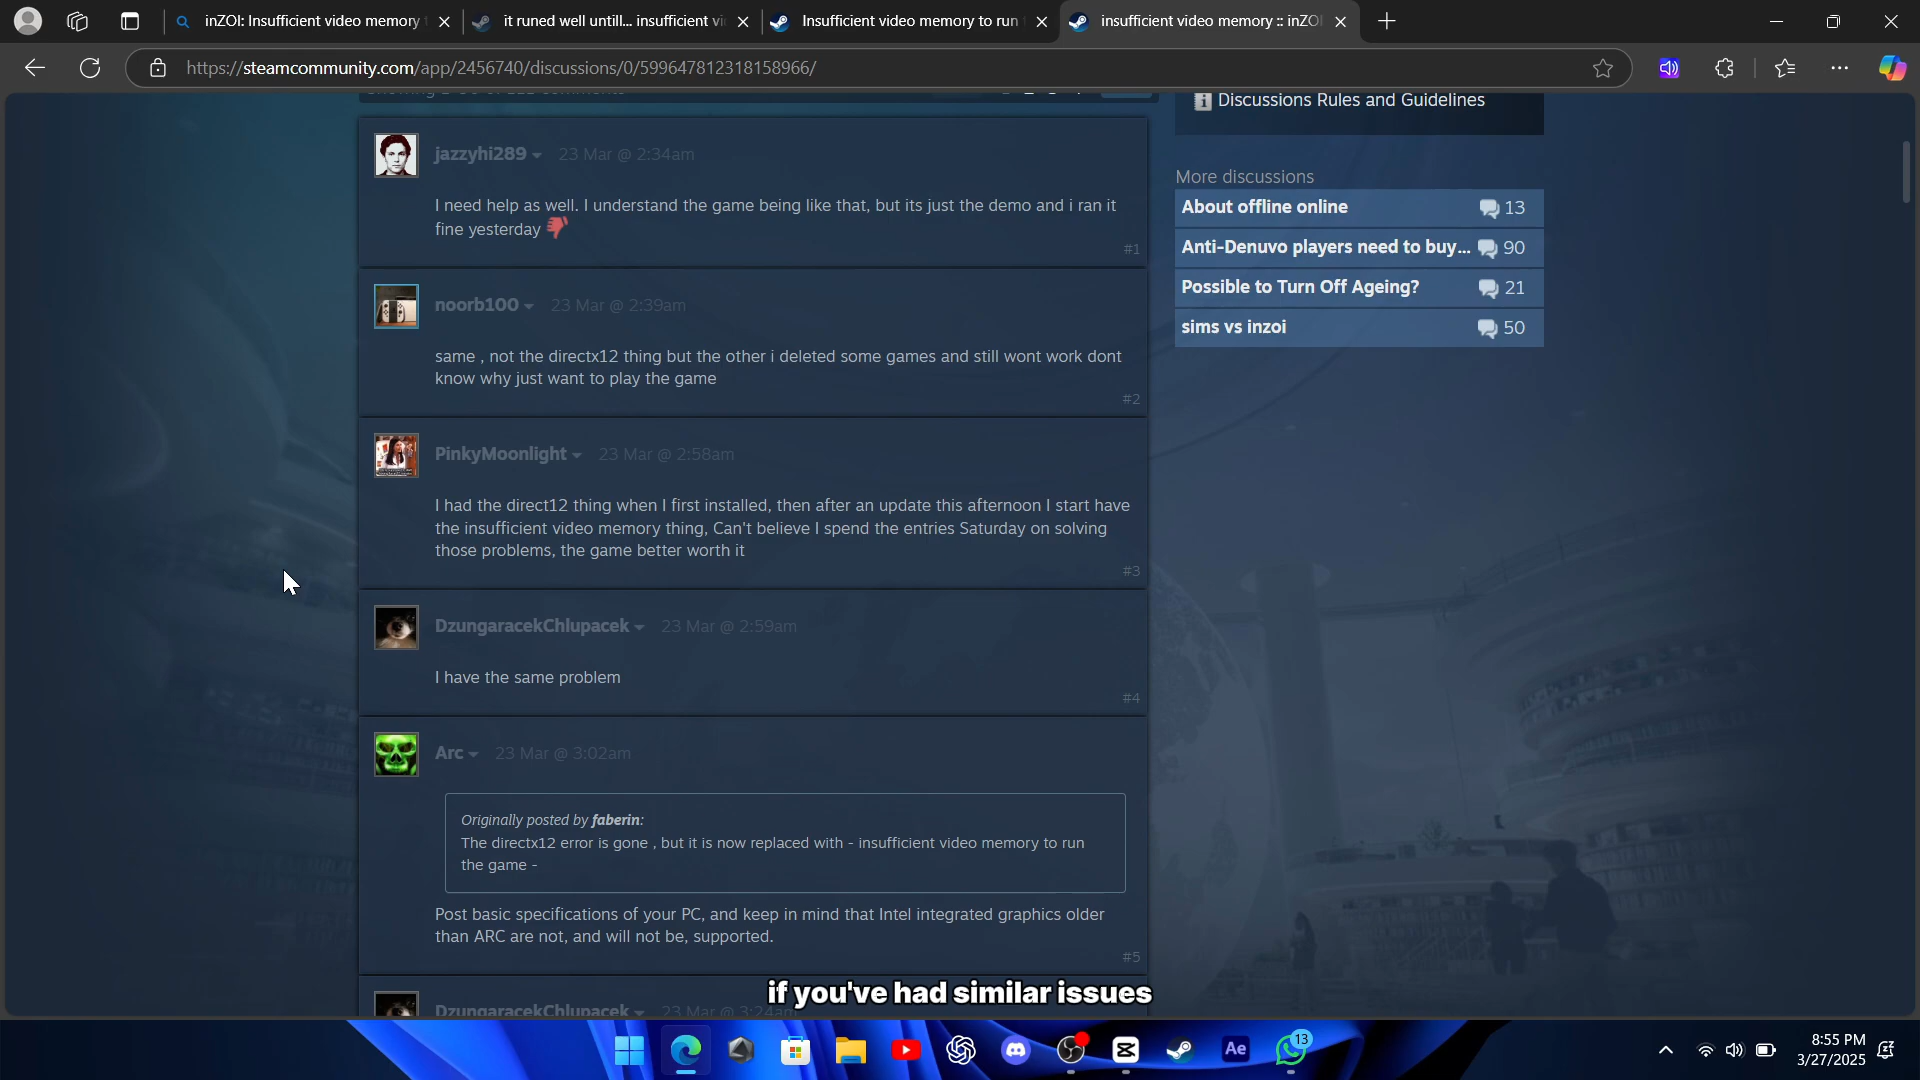 inZOI: Insufficient video memory
it runed well untill... insufficient vi
Insufficient video memory to run
insufficient video memory :: inZO
https://steamcommunity.com/app/2456740/discussions/0/599647812318158966/
Discussions Rules and Guidelines
jazzyhi289 23 Mar @ 2:34am
I need help as well. I understand the game being like that, but its just the demo and i ran it
fine yesterday
#1
noorb100 23 Mar @ 2:39am
same , not the directx12 thing but the other i deleted some games and still wont work dont
know why just want to play the game
#2
PinkyMoonlight 23 Mar @ 2:58am
I had the direct12 thing when I first installed, then after an update this afternoon I start have
the insufficient video memory thing, Can't believe I spend the entries Saturday on solving
those problems, the game better worth it
#3
DzungaracekChlupacek 23 Mar @ 2:59am
I have the same problem
#4
Arc 23 Mar @ 3:02am
Originally posted by faberin:
The directx12 error is gone , but it is now replaced with - insufficient video memory to run
the game -
Post basic specifications of your PC, and keep in mind that Intel integrated graphics older
than ARC are not, and will not be, supported.
#5
DzungaracekChlupacek 23 Mar @ 3:24am
More discussions
About offline online 13
Anti-Denuvo players need to buy... 90
Possible to Turn Off Ageing? 21
sims vs inzoi 50
if you've had similar issues
Ae
13
8:55 PM
3/27/2025